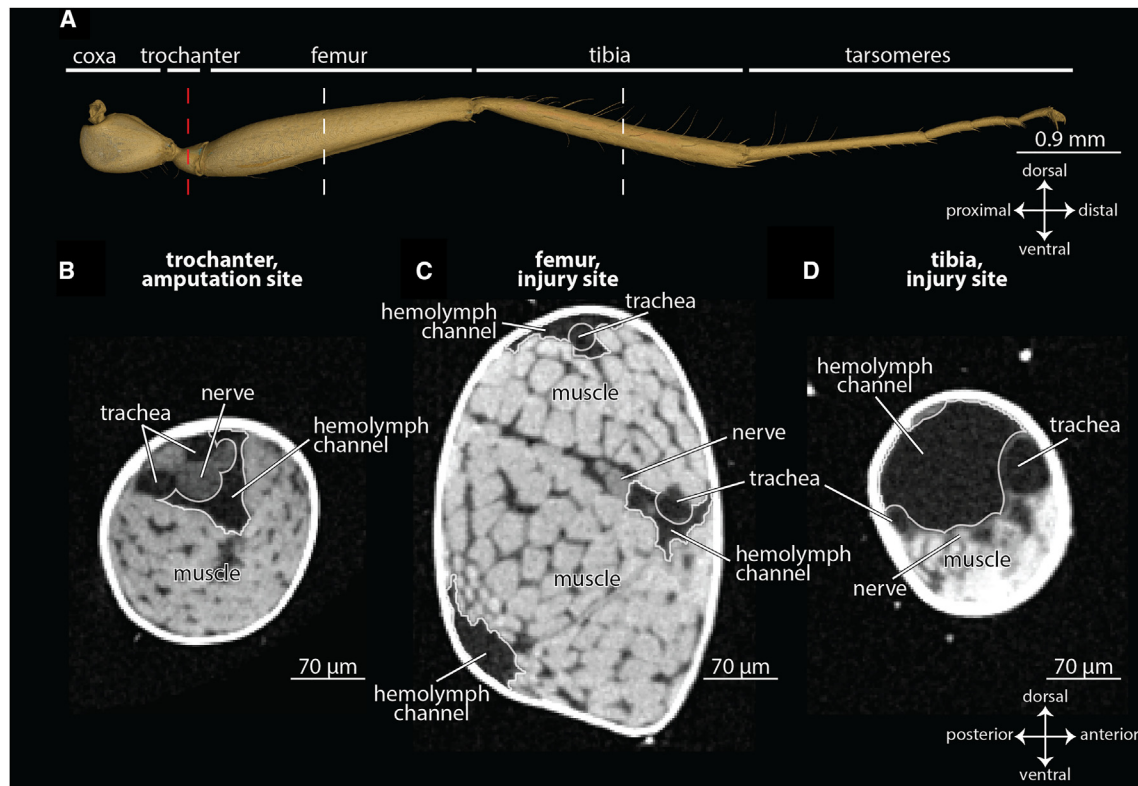 A
coxa
trochanter
femur
tibia
tarsomeres
0.9 mm
dorsal
proximal
distal
ventral
B
trochanter,
amputation site
trachea
nerve
hemolymph
channel
muscle
70 µm
C
femur,
injury site
hemolymph
channel
trachea
muscle
nerve
trachea
hemolymph
channel
muscle
hemolymph
channel
70 µm
D
tibia,
injury site
hemolymph
channel
trachea
nerve
muscle
70 µm
dorsal
posterior
anterior
ventral